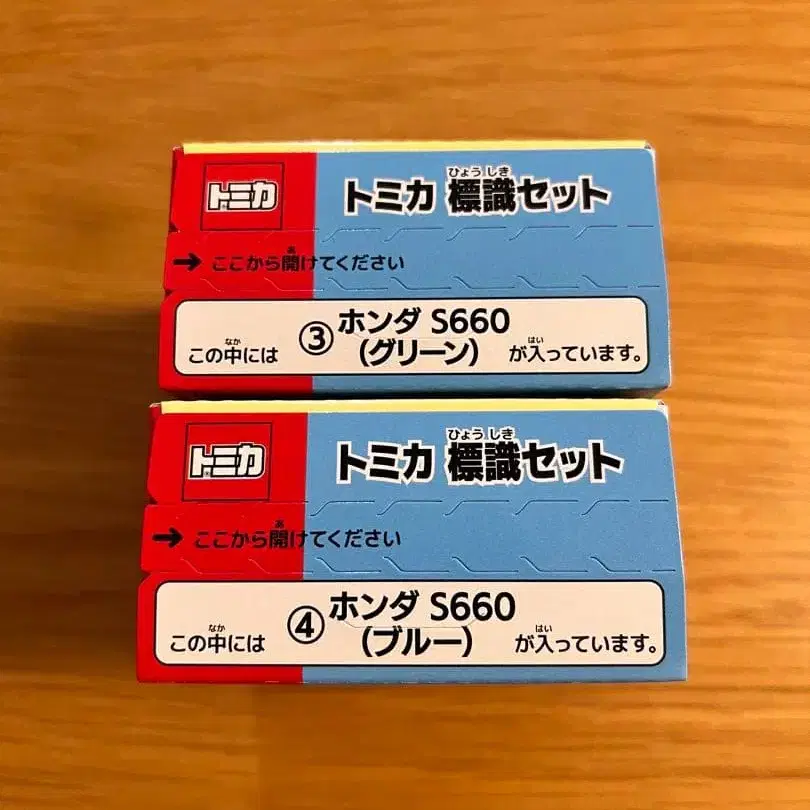 トミカ
ひょうしき
トミカ 標識セット
あ
→ ここから開けてください
ホンダ S660
③
なか
この中には
(グリーン)
はい
が入っています。
トミカ
ひょうしき
トミカ 標識セット
あ
→ ここから開けてください
ホンダ S660
④
なか
この中には
(ブルー)
はい
が入っています。